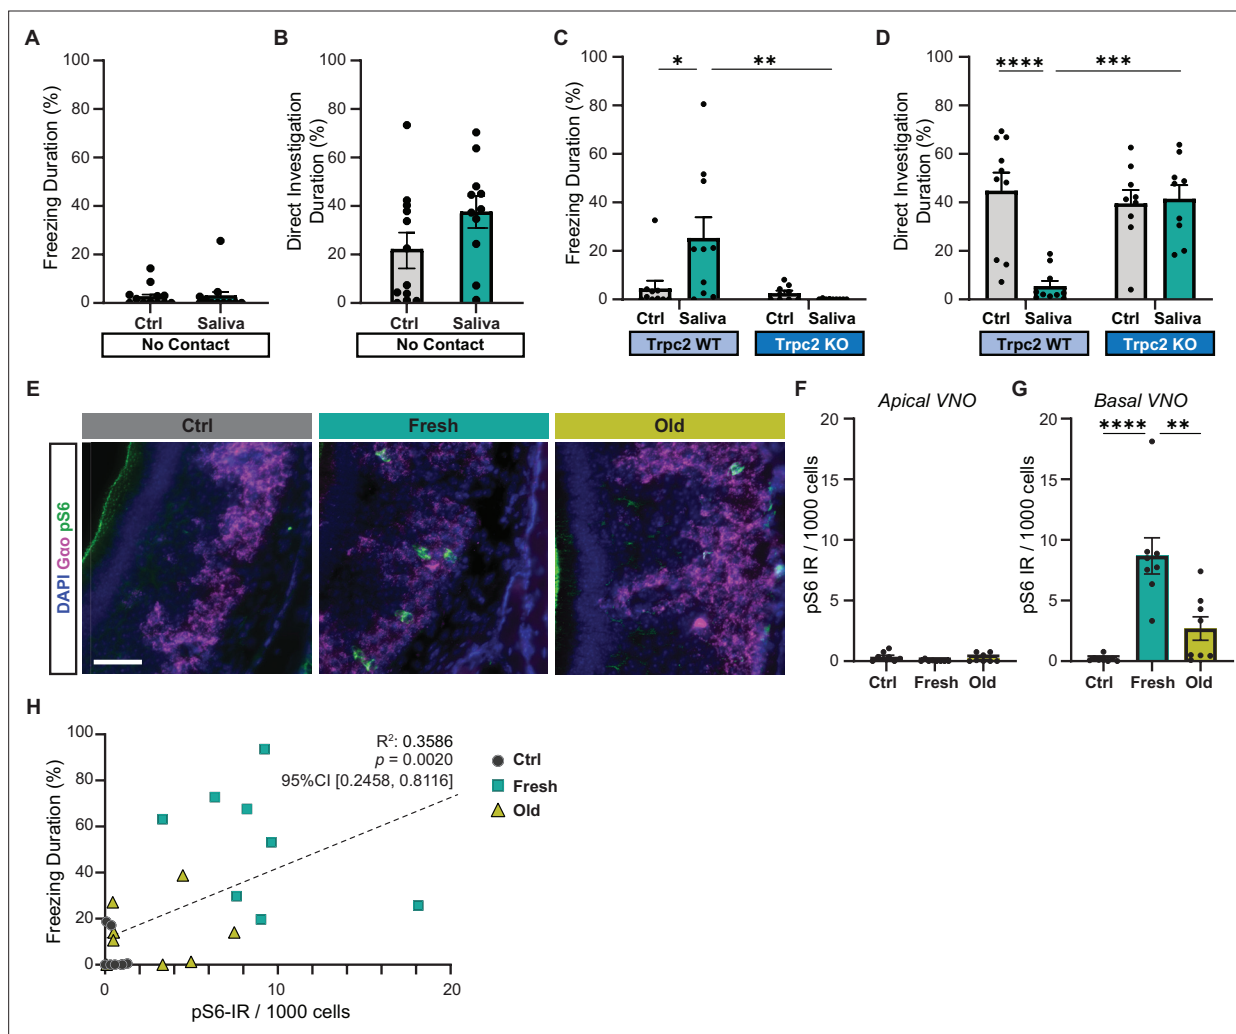 A
Freezing Duration (%)
100
80
60
40
20
0
Ctrl
Saliva
No Contact
B
Direct Investigation
Duration (%)
100
80
60
40
20
0
Ctrl
Saliva
No Contact
C
Freezing Duration (%)
100
80
60
40
20
0
*
**
Ctrl
Saliva
Ctrl
Saliva
Trpc2 WT
Trpc2 KO
D
Direct Investigation
Duration (%)
100
80
60
40
20
0
****
***
Ctrl
Saliva
Ctrl
Saliva
Trpc2 WT
Trpc2 KO
E
Ctrl
Fresh
Old
DAPI Gαo pS6
F
Apical VNO
pS6 IR / 1000 cells
20
15
10
5
0
Ctrl
Fresh
Old
G
Basal VNO
pS6 IR / 1000 cells
20
15
10
5
0
****
**
Ctrl
Fresh
Old
H
Freezing Duration (%)
100
80
60
40
20
0
0
10
20
pS6-IR / 1000 cells
R²: 0.3586
p = 0.0020
95%CI [0.2458, 0.8116]
Ctrl
Fresh
Old